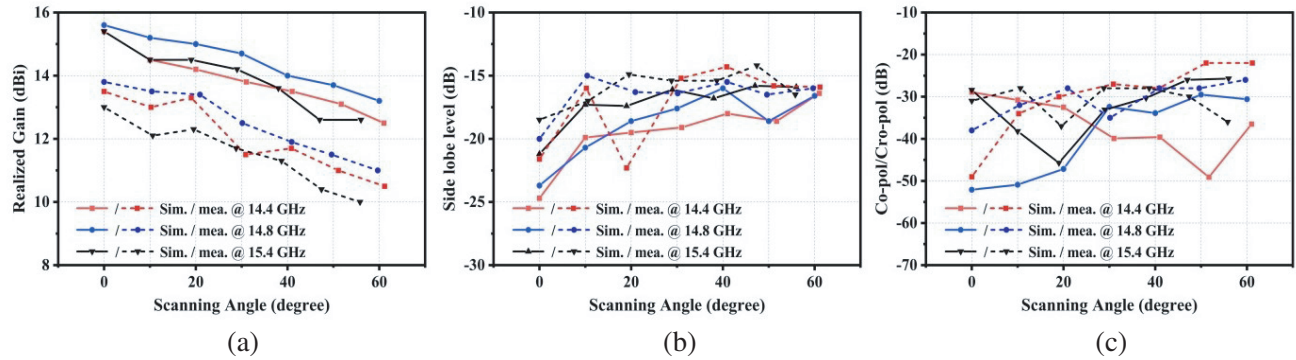 16
14
12
10
8
Realized Gain (dBi)
/ Sim. / mea. @ 14.4 GHz
/ Sim. / mea. @ 14.8 GHz
/ Sim. / mea. @ 15.4 GHz
0 20 40 60
Scanning Angle (degree)
(a)
-10
-15
-20
-25
-30
Side lobe level (dB)
/ Sim. / mea. @ 14.4 GHz
/ Sim. / mea. @ 14.8 GHz
/ Sim. / mea. @ 15.4 GHz
0 20 40 60
Scanning Angle (degree)
(b)
-10
-20
-30
-40
-50
-60
-70
Co-pol/Cro-pol (dB)
/ Sim. / mea. @ 14.4 GHz
/ Sim. / mea. @ 14.8 GHz
/ Sim. / mea. @ 15.4 GHz
0 20 40 60
Scanning Angle (degree)
(c)